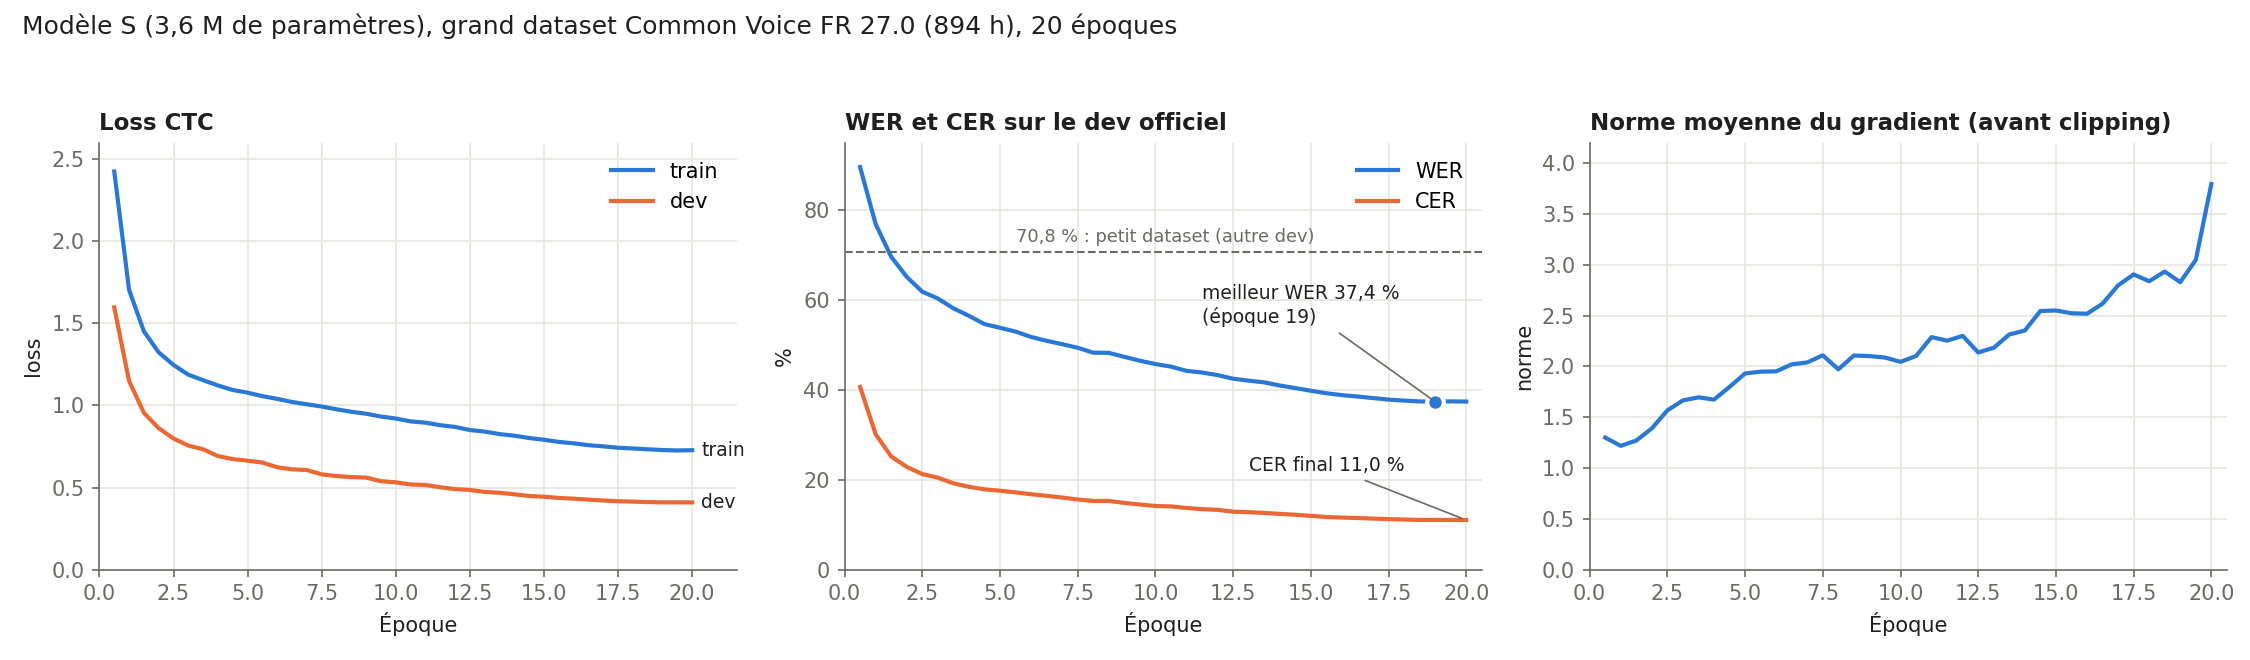 Modèle S (3,6 M de paramètres), grand dataset Common Voice FR 27.0 (894 h), 20 époques
Loss CTC
2.5
2.0
1.5
1.0
0.5
0.0
loss
train
dev
train
dev
0.0 2.5 5.0 7.5 10.0 12.5 15.0 17.5 20.0
Époque
WER et CER sur le dev officiel
80
60
40
20
0
%
WER
CER
70,8 % : petit dataset (autre dev)
meilleur WER 37,4 %
(époque 19)
CER final 11,0 %
0.0 2.5 5.0 7.5 10.0 12.5 15.0 17.5 20.0
Époque
Norme moyenne du gradient (avant clipping)
4.0
3.5
3.0
2.5
2.0
1.5
1.0
0.5
0.0
norme
0.0 2.5 5.0 7.5 10.0 12.5 15.0 17.5 20.0
Époque